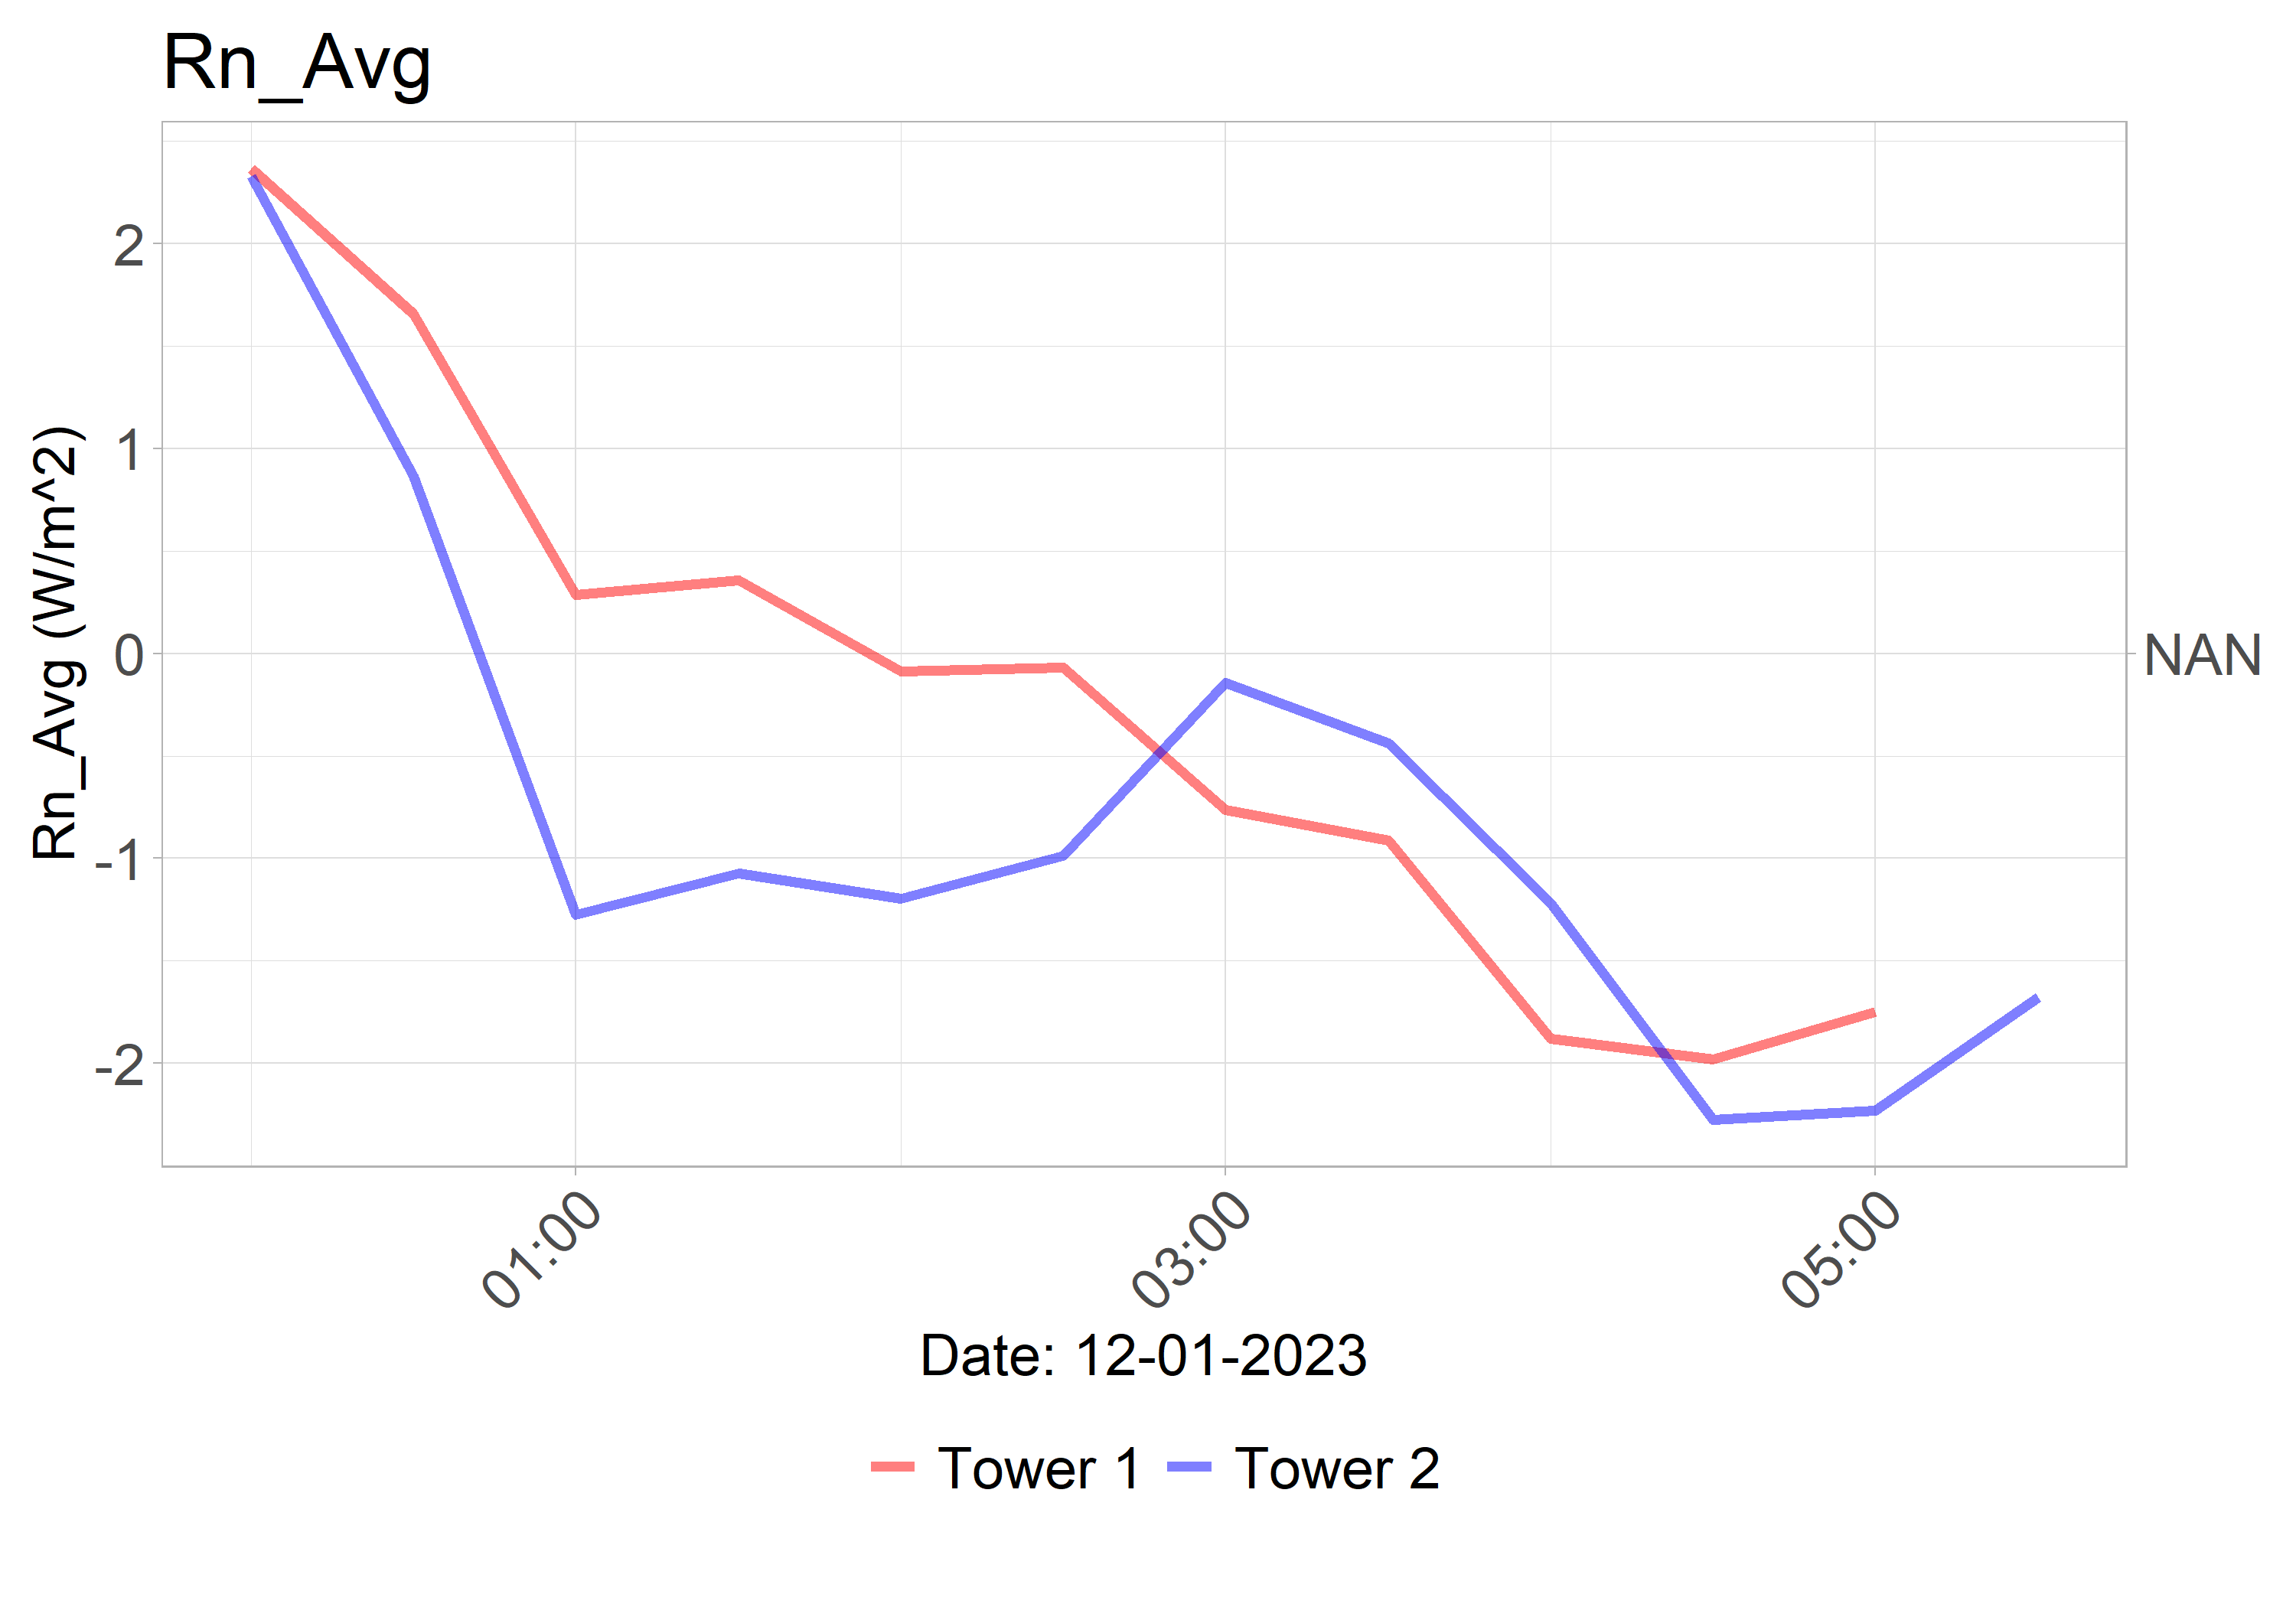 Rn_Avg
Rn_Avg (W/m^2)
2
1
0
-1
-2
NAN
01:00
03:00
05:00
Date: 12-01-2023
Tower 1
Tower 2